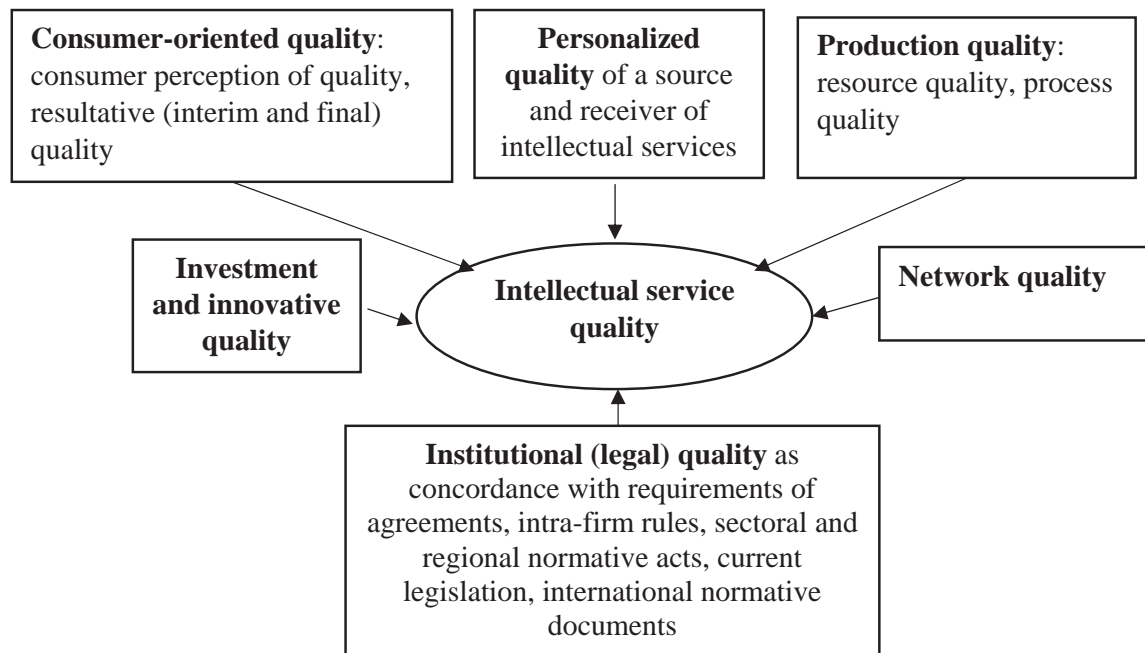 Consumer-oriented quality:
consumer perception of quality,
resultative (interim and final)
quality
Personalized
quality of a source
and receiver of
intellectual services
Production quality:
resource quality, process
quality
Investment
and innovative
quality
Intellectual service
quality
Network quality
Institutional (legal) quality as
concordance with requirements of
agreements, intra-firm rules, sectoral and
regional normative acts, current
legislation, international normative
documents